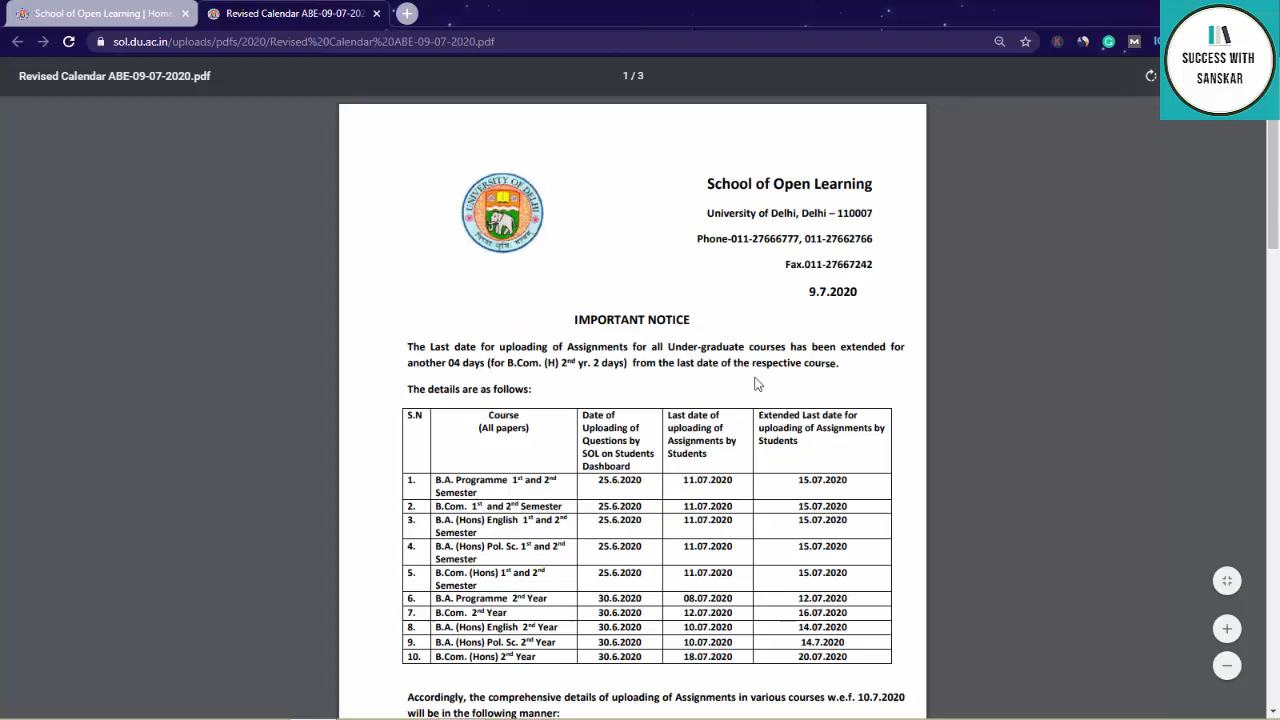 School of Open Learning | Hom
Revised Calendar ABE-09-07-202
sol.du.ac.in/uploads/pdfs/2020/Revised%20Calendar%20ABE-09-07-2020.pdf
SUCCESS WITH
SANSKAR
Revised Calendar ABE-09-07-2020.pdf
1 / 3
UNIVERSITY OF DELHI
School of Open Learning
University of Delhi, Delhi – 110007
Phone-011-27666777, 011-27662766
Fax.011-27667242
9.7.2020
IMPORTANT NOTICE
The Last date for uploading of Assignments for all Under-graduate courses has been extended for
another 04 days (for B.Com. (H) 2nd yr. 2 days) from the last date of the respective course.
The details are as follows:
S.N Course (All papers) Date of Uploading of Questions by SOL on Students Dashboard Last date of uploading of Assignments by Students Extended Last date for uploading of Assignments by Students
1. B.A. Programme 1st and 2nd Semester 25.6.2020 11.07.2020 15.07.2020
2. B.Com. 1st and 2nd Semester 25.6.2020 11.07.2020 15.07.2020
3. B.A. (Hons) English 1st and 2nd Semester 25.6.2020 11.07.2020 15.07.2020
4. B.A. (Hons) Pol. Sc. 1st and 2nd Semester 25.6.2020 11.07.2020 15.07.2020
5. B.Com. (Hons) 1st and 2nd Semester 25.6.2020 11.07.2020 15.07.2020
6. B.A. Programme 2nd Year 30.6.2020 08.07.2020 12.07.2020
7. B.Com. 2nd Year 30.6.2020 12.07.2020 16.07.2020
8. B.A. (Hons) English 2nd Year 30.6.2020 10.07.2020 14.07.2020
9. B.A. (Hons) Pol. Sc. 2nd Year 30.6.2020 10.07.2020 14.7.2020
10. B.Com. (Hons) 2nd Year 30.6.2020 18.07.2020 20.07.2020
Accordingly, the comprehensive details of uploading of Assignments in various courses w.e.f. 10.7.2020
will be in the following manner: